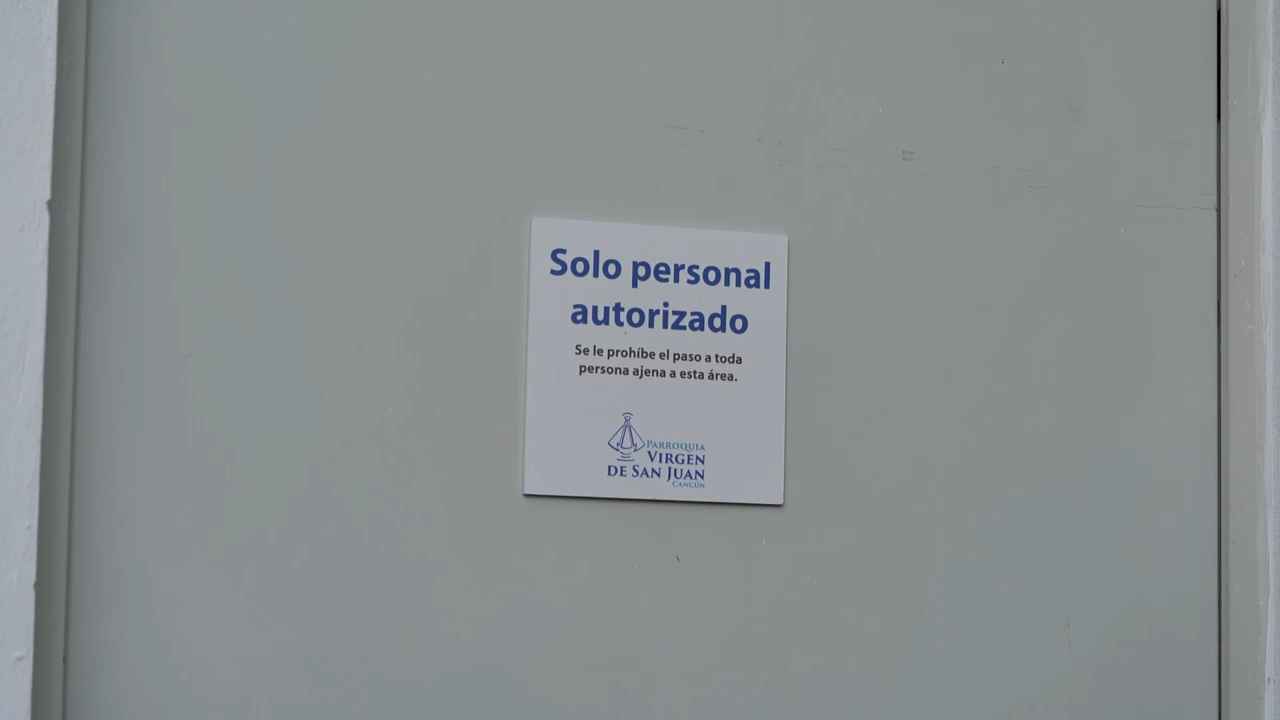 Solo personal
autorizado
Se le prohíbe el paso a toda
persona ajena a esta área.
PARROQUIA
VIRGEN
DE SAN JUAN
CANCÚN